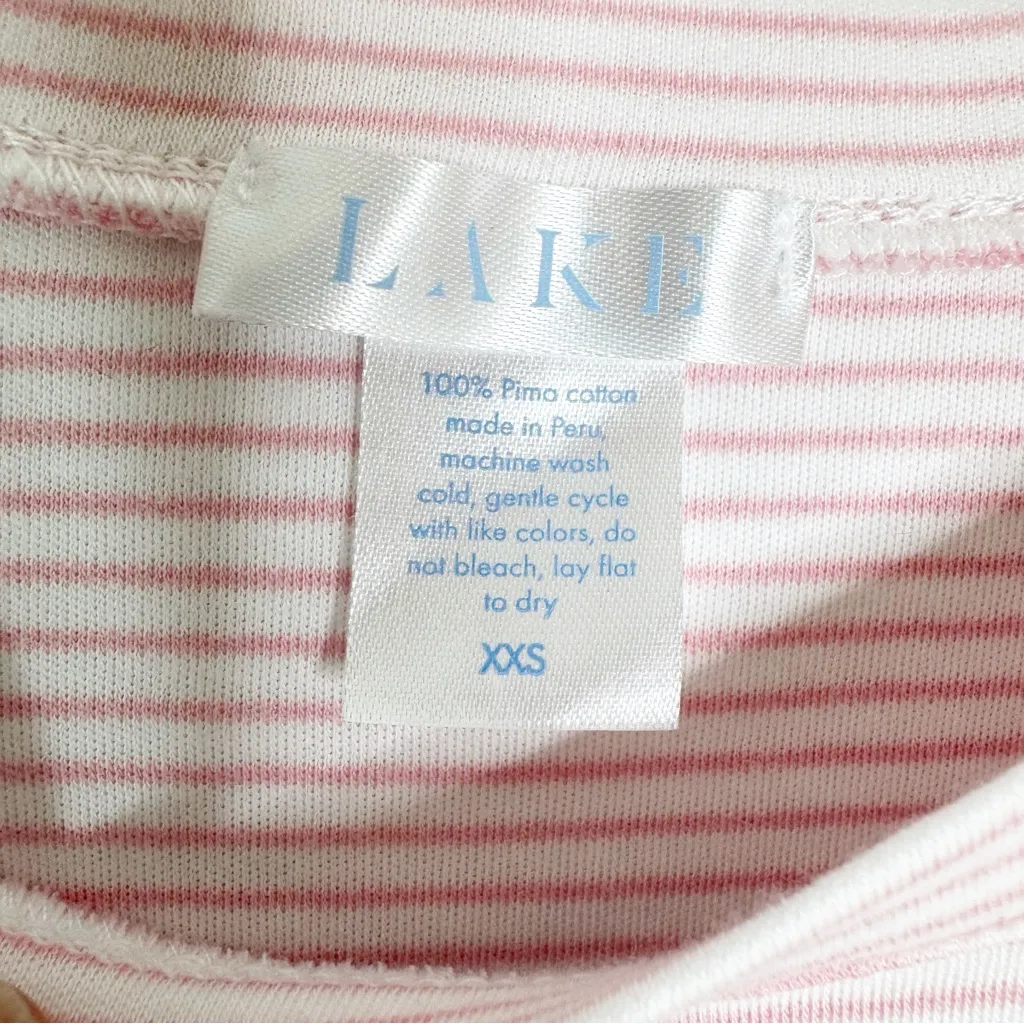 LAKE
100% Pima cotton
made in Peru,
machine wash
cold, gentle cycle
with like colors, do
not bleach, lay flat
to dry
XXS